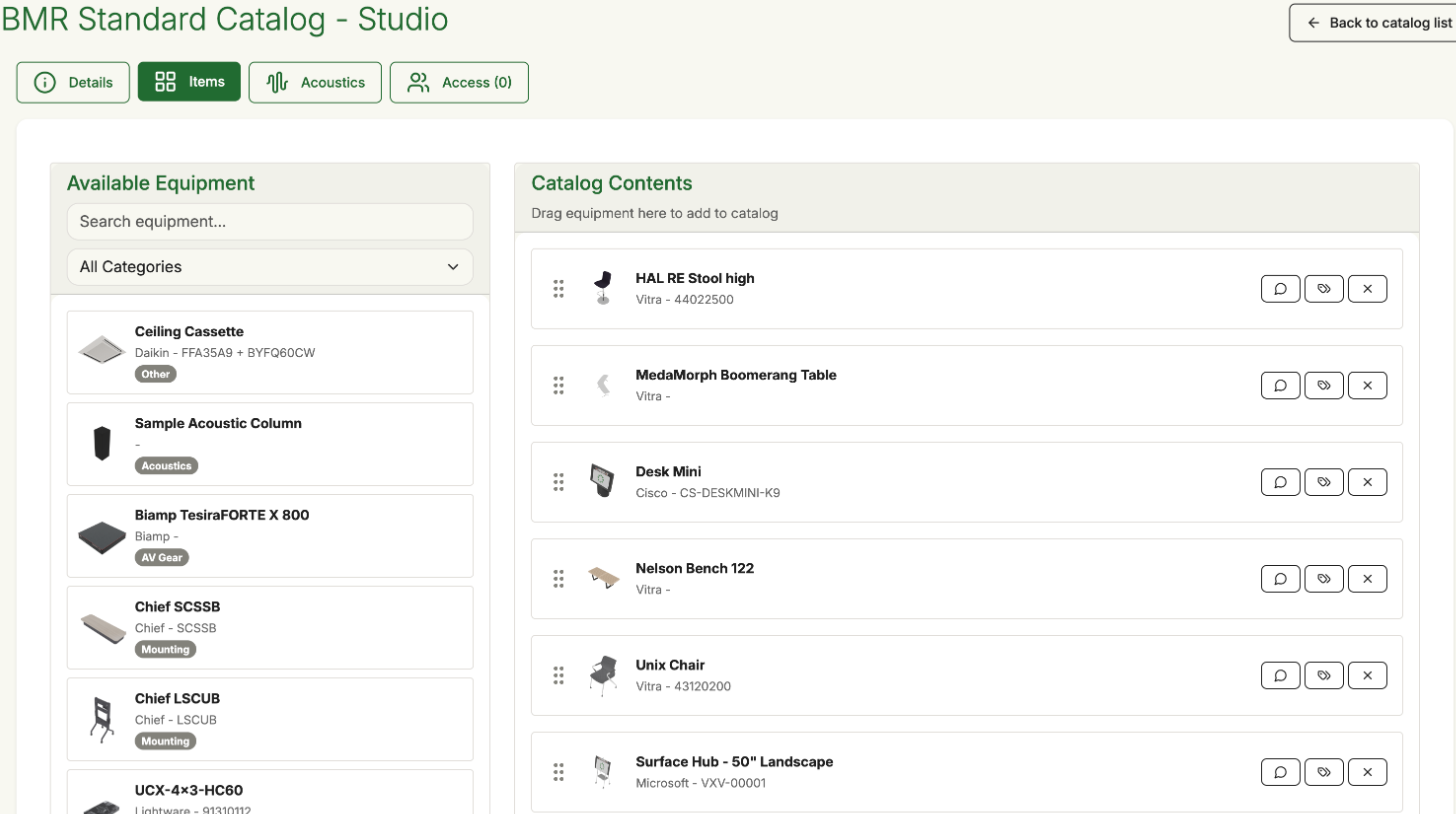 BMR Standard Catalog - Studio
← Back to catalog list
Details
Items
Acoustics
Access (0)
Available Equipment
Search equipment...
All Categories
Ceiling Cassette
Daikin - FFA35A9 + BYFQ60CW
Other
Sample Acoustic Column
-
Acoustics
Biamp TesiraFORTE X 800
Biamp -
AV Gear
Chief SCSSB
Chief - SCSSB
Mounting
Chief LSCUB
Chief - LSCUB
Mounting
UCX-4×3-HC60
Lightware - 91310112
Catalog Contents
Drag equipment here to add to catalog
HAL RE Stool high
Vitra - 44022500
MedaMorph Boomerang Table
Vitra -
Desk Mini
Cisco - CS-DESKMINI-K9
Nelson Bench 122
Vitra -
Unix Chair
Vitra - 43120200
Surface Hub - 50" Landscape
Microsoft - VXV-00001